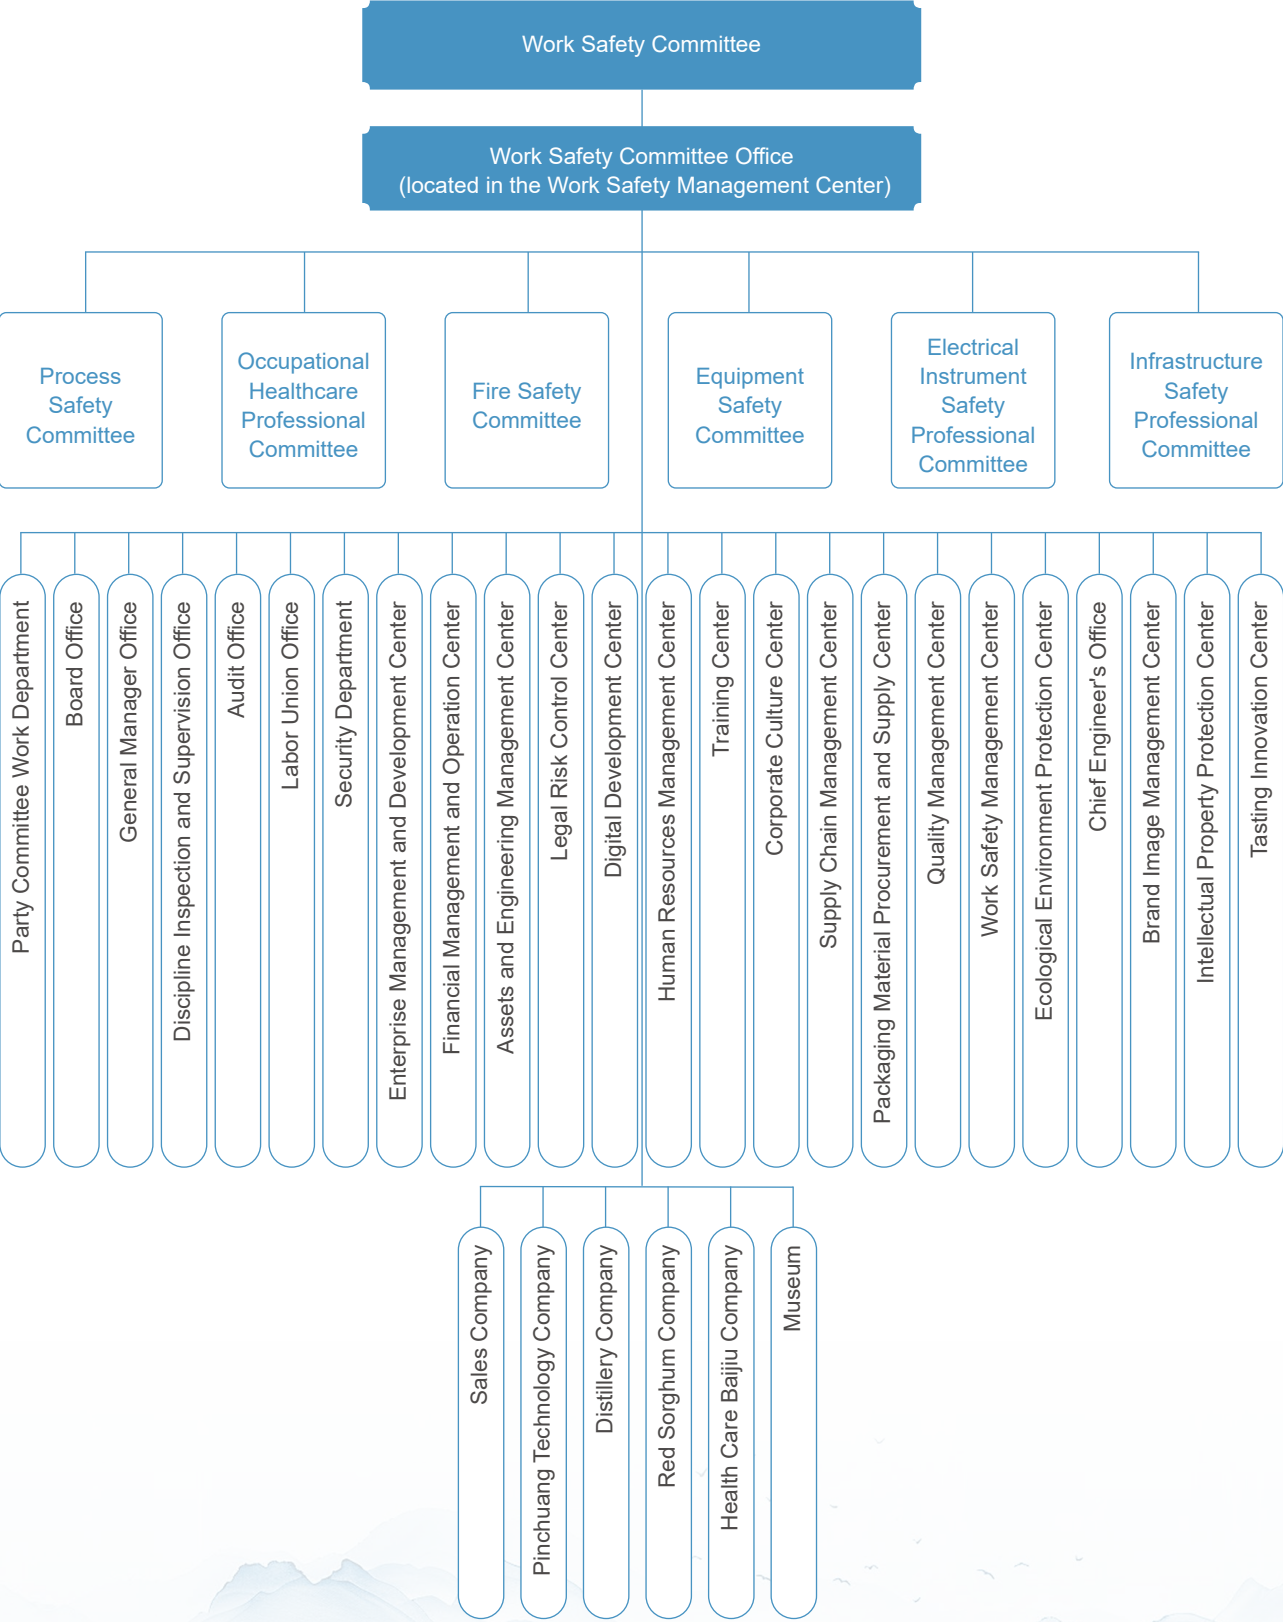 Work Safety Committee
Work Safety Committee Office
(located in the Work Safety Management Center)
Process
Safety
Committee
Occupational
Healthcare
Professional
Committee
Fire Safety
Committee
Equipment
Safety
Committee
Electrical
Instrument
Safety
Professional
Committee
Infrastructure
Safety
Professional
Committee
Party Committee Work Department
Board Office
General Manager Office
Discipline Inspection and Supervision Office
Audit Office
Labor Union Office
Security Department
Enterprise Management and Development Center
Financial Management and Operation Center
Assets and Engineering Management Center
Legal Risk Control Center
Digital Development Center
Human Resources Management Center
Training Center
Corporate Culture Center
Supply Chain Management Center
Packaging Material Procurement and Supply Center
Quality Management Center
Work Safety Management Center
Ecological Environment Protection Center
Chief Engineer's Office
Brand Image Management Center
Intellectual Property Protection Center
Tasting Innovation Center
Sales Company
Pinchuang Technology Company
Distillery Company
Red Sorghum Company
Health Care Baijiu Company
Museum